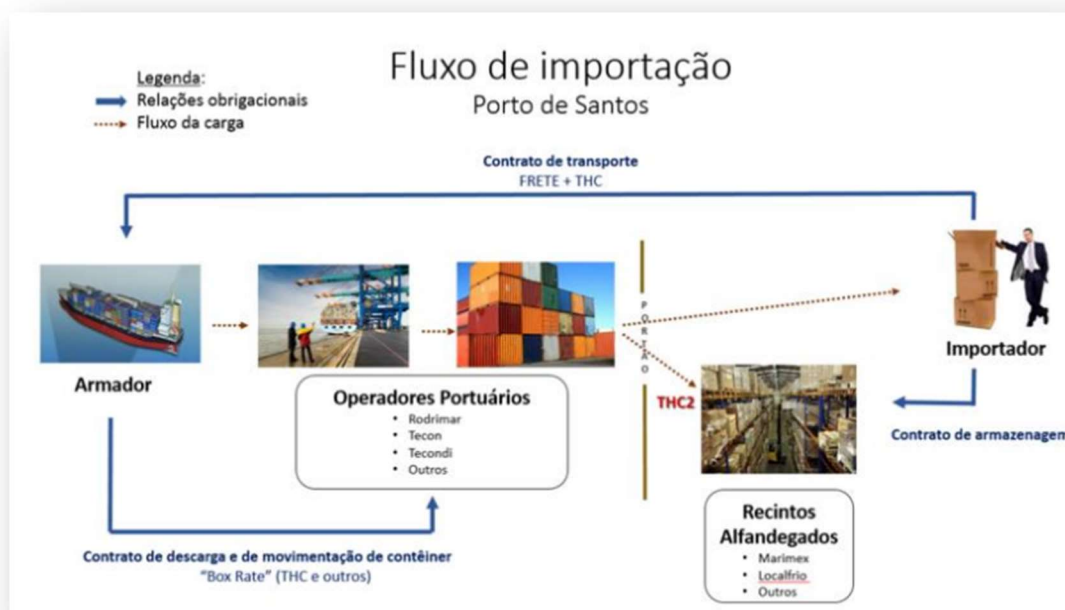 Fluxo de importação
Porto de Santos
Legenda:
Relações obrigacionais
Fluxo da carga
Contrato de transporte
FRETE + THC
PORTÃO
Armador
Operadores Portuários
• Rodrimar
• Tecon
• Tecondi
• Outros
Importador
THC2
Contrato de armazenagem
Recintos
Alfandegados
• Marimex
• Localfrio
• Outros
Contrato de descarga e de movimentação de contêiner
“Box Rate” (THC e outros)